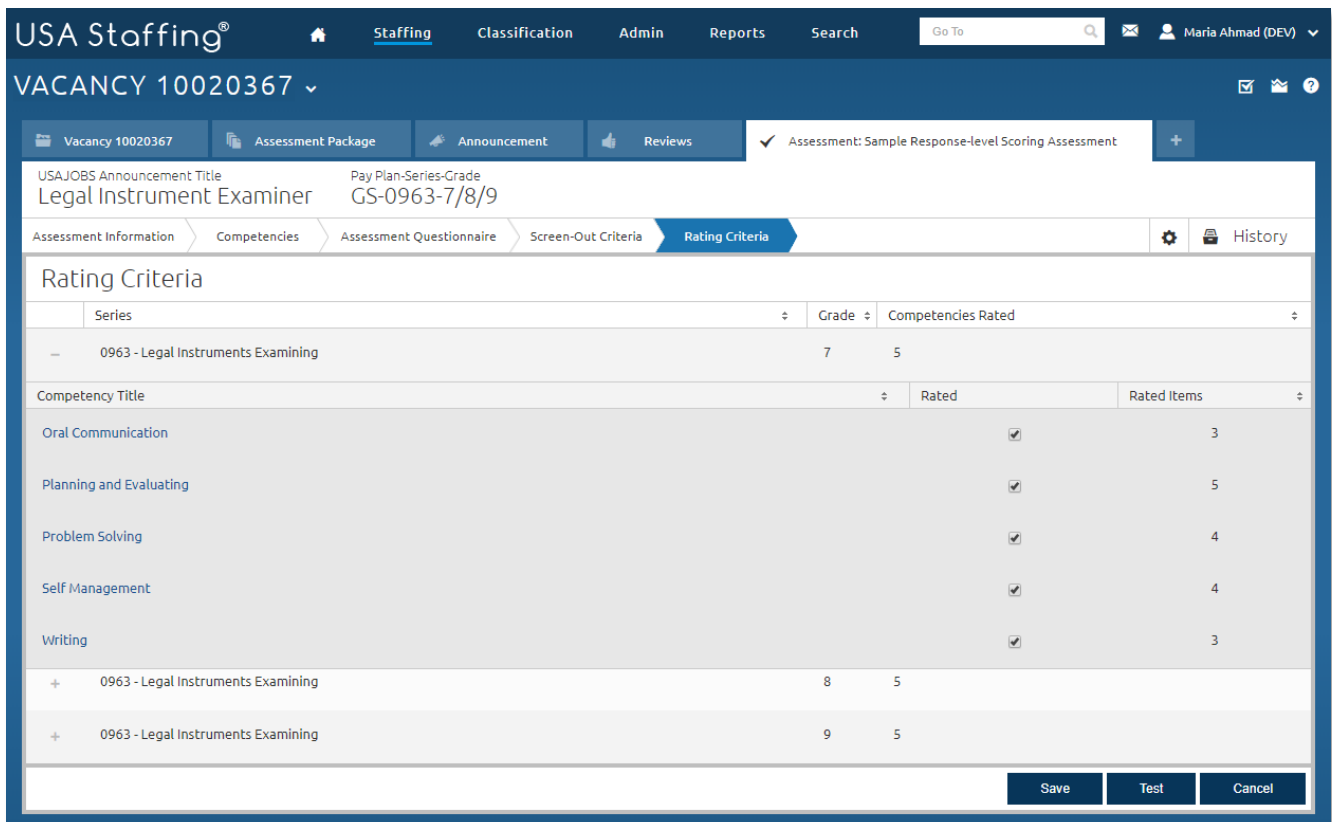 USA Staffing® Staffing Classification Admin Reports Search Go To Maria Ahmad (DEV)
VACANCY 10020367
Vacancy 10020367 Assessment Package Announcement Reviews Assessment: Sample Response-level Scoring Assessment +
USAJOBS Announcement Title Pay Plan-Series-Grade
Legal Instrument Examiner GS-0963-7/8/9
Assessment Information Competencies Assessment Questionnaire Screen-Out Criteria Rating Criteria History
Rating Criteria
Series Grade Competencies Rated
– 0963 - Legal Instruments Examining 7 5
Competency Title Rated Rated Items
Oral Communication 3
Planning and Evaluating 5
Problem Solving 4
Self Management 4
Writing 3
+ 0963 - Legal Instruments Examining 8 5
+ 0963 - Legal Instruments Examining 9 5
Save Test Cancel